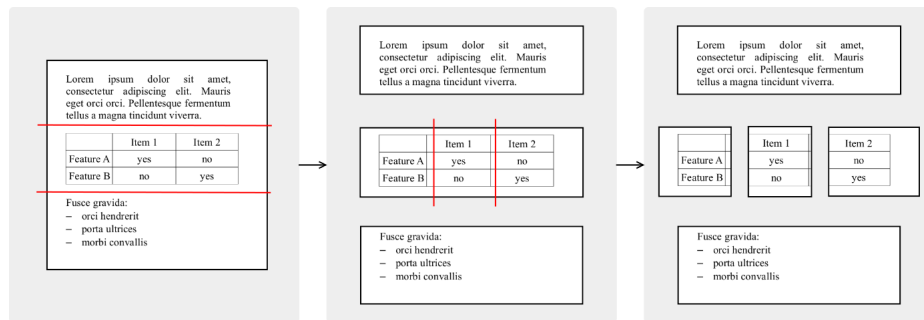 Lorem ipsum dolor sit amet,
consectetur adipiscing elit. Mauris
eget orci orci. Pellentesque fermentum
tellus a magna tincidunt viverra.
Item 1 Item 2
Feature A yes no
Feature B no yes
Fusce gravida:
– orci hendrerit
– porta ultrices
– morbi convallis
Lorem ipsum dolor sit amet,
consectetur adipiscing elit. Mauris
eget orci orci. Pellentesque fermentum
tellus a magna tincidunt viverra.
Item 1 Item 2
Feature A yes no
Feature B no yes
Fusce gravida:
– orci hendrerit
– porta ultrices
– morbi convallis
Lorem ipsum dolor sit amet,
consectetur adipiscing elit. Mauris
eget orci orci. Pellentesque fermentum
tellus a magna tincidunt viverra.
Feature A
Feature B
Item 1
yes
no
Item 2
no
yes
Fusce gravida:
– orci hendrerit
– porta ultrices
– morbi convallis